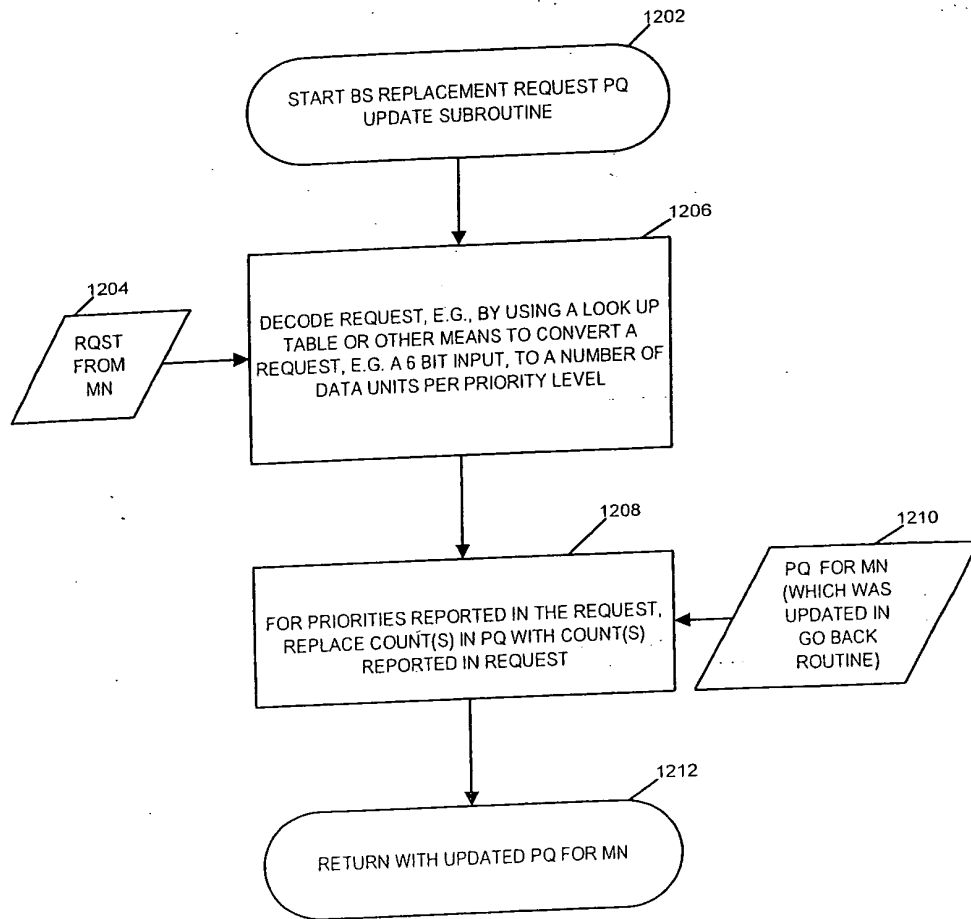 1202
START BS REPLACEMENT REQUEST PQ
UPDATE SUBROUTINE
1206
1204
RQST
FROM
MN
DECODE REQUEST, E.G., BY USING A LOOK UP
TABLE OR OTHER MEANS TO CONVERT A
REQUEST, E.G. A 6 BIT INPUT, TO A NUMBER OF
DATA UNITS PER PRIORITY LEVEL
1208
1210
FOR PRIORITIES REPORTED IN THE REQUEST,
REPLACE COUNT(S) IN PQ WITH COUNT(S)
REPORTED IN REQUEST
PQ FOR MN
(WHICH WAS
UPDATED IN
GO BACK
ROUTINE)
1212
RETURN WITH UPDATED PQ FOR MN